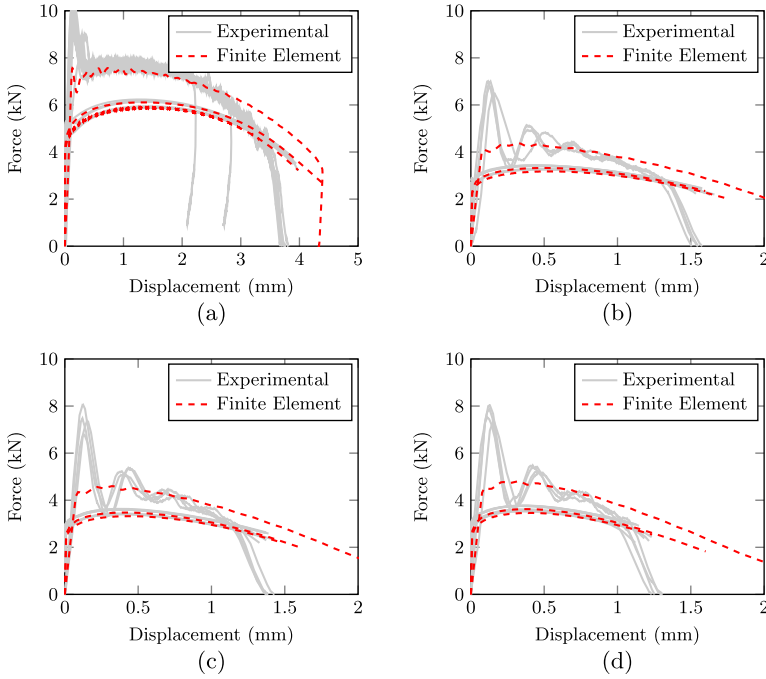 10
8
6
4
2
0
Force (kN)
0 1 2 3 4 5
Displacement (mm)
Experimental
Finite Element
(a)
10
8
6
4
2
0
Force (kN)
0 0.5 1 1.5 2
Displacement (mm)
Experimental
Finite Element
(b)
10
8
6
4
2
0
Force (kN)
0 0.5 1 1.5 2
Displacement (mm)
Experimental
Finite Element
(c)
10
8
6
4
2
0
Force (kN)
0 0.5 1 1.5 2
Displacement (mm)
Experimental
Finite Element
(d)